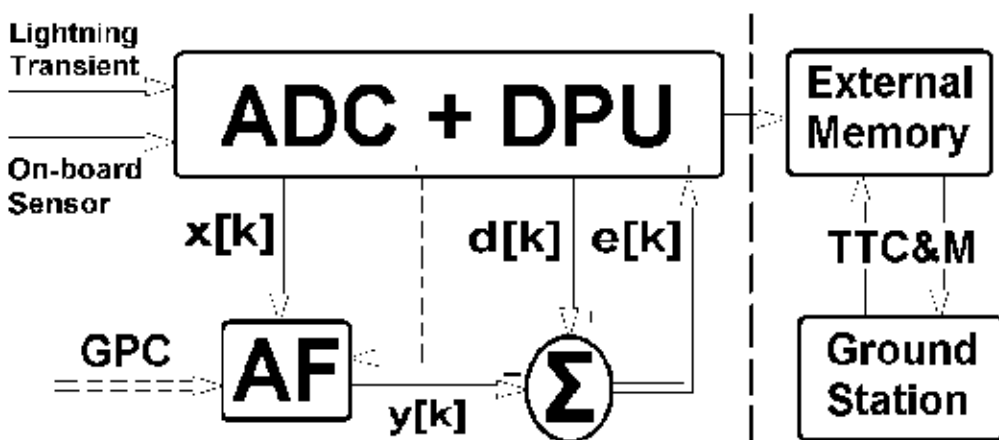 Lightning
Transient
ADC + DPU
On-board
Sensor
External
Memory
x[k]
d[k]
e[k]
TTC&M
GPC
AF
y[k]
Σ
Ground
Station